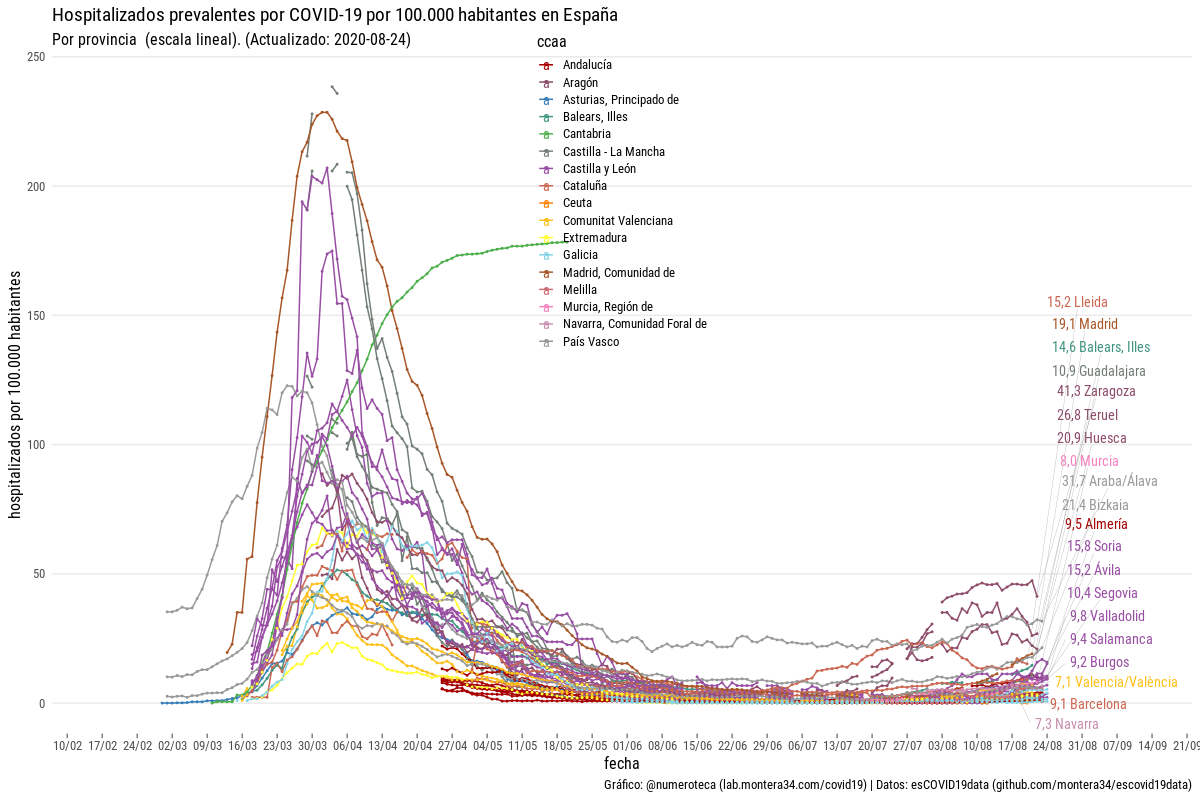 Hospitalizados prevalentes por COVID-19 por 100.000 habitantes en España
Por provincia (escala lineal). (Actualizado: 2020-08-24)
ccaa
Andalucía
Aragón
Asturias, Principado de
Balears, Illes
Cantabria
Castilla - La Mancha
Castilla y León
Cataluña
Ceuta
Comunitat Valenciana
Extremadura
Galicia
Madrid, Comunidad de
Melilla
Murcia, Región de
Navarra, Comunidad Foral de
País Vasco
hospitalizados por 100.000 habitantes
250
200
150
100
50
0
15,2 Lleida
19,1 Madrid
14,6 Balears, Illes
10,9 Guadalajara
41,3 Zaragoza
26,8 Teruel
20,9 Huesca
8,0 Murcia
31,7 Araba/Álava
21,4 Bizkaia
9,5 Almería
15,8 Soria
15,2 Ávila
10,4 Segovia
9,8 Valladolid
9,4 Salamanca
9,2 Burgos
7,1 Valencia/València
9,1 Barcelona
7,3 Navarra
10/02 17/02 24/02 02/03 09/03 16/03 23/03 30/03 06/04 13/04 20/04 27/04 04/05 11/05 18/05 25/05 01/06 08/06 15/06 22/06 29/06 06/07 13/07 20/07 27/07 03/08 10/08 17/08 24/08 31/08 07/09 14/09 21/09
fecha
Gráfico: @numeroteca (lab.montera34.com/covid19) | Datos: esCOVID19data (github.com/montera34/escovid19data)